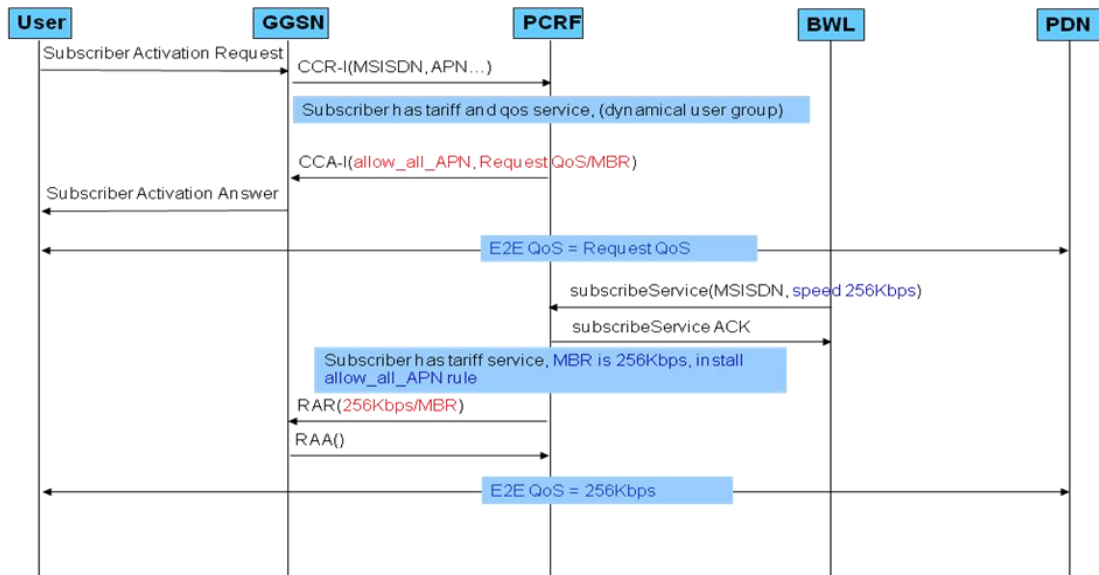 User GGSN PCRF BWL PDN
Subscriber Activation Request
CCR-I(MSISDN, APN...)
Subscriber has tariff and qos service, (dynamical user group)
CCA-I(allow_all_APN, Request QoS/MBR)
Subscriber Activation Answer
E2E QoS = Request QoS
subscribeService(MSISDN, speed 256Kbps)
subscribeService ACK
Subscriber has tariff service, MBR is 256Kbps, install
allow_all_APN rule
RAR(256Kbps/MBR)
RAA()
E2E QoS = 256Kbps